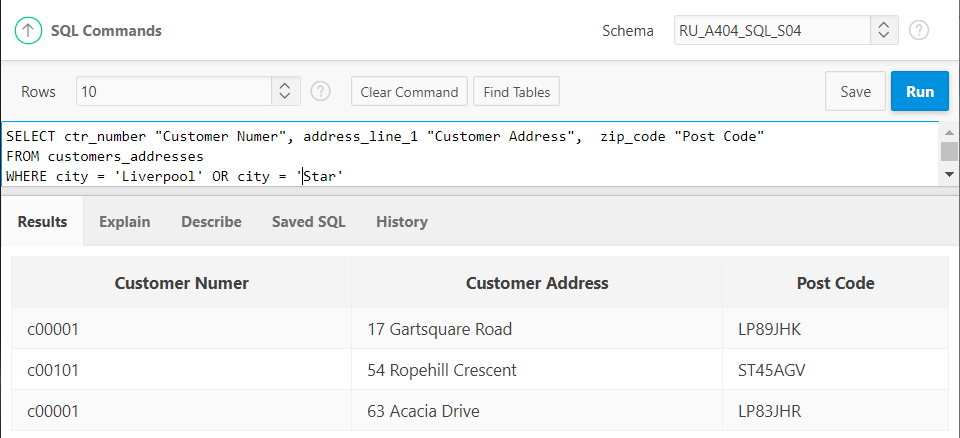 SQL Commands Schema RU_A404_SQL_S04 ?
Rows 10 ? Clear Command Find Tables Save Run
SELECT ctr_number "Customer Numer", address_line_1 "Customer Address",  zip_code "Post Code"
FROM customers_addresses
WHERE city = 'Liverpool' OR city = 'Star'
Results Explain Describe Saved SQL History
Customer Numer Customer Address Post Code
c00001 17 Gartsquare Road LP89JHK
c00101 54 Ropehill Crescent ST45AGV
c00001 63 Acacia Drive LP83JHR